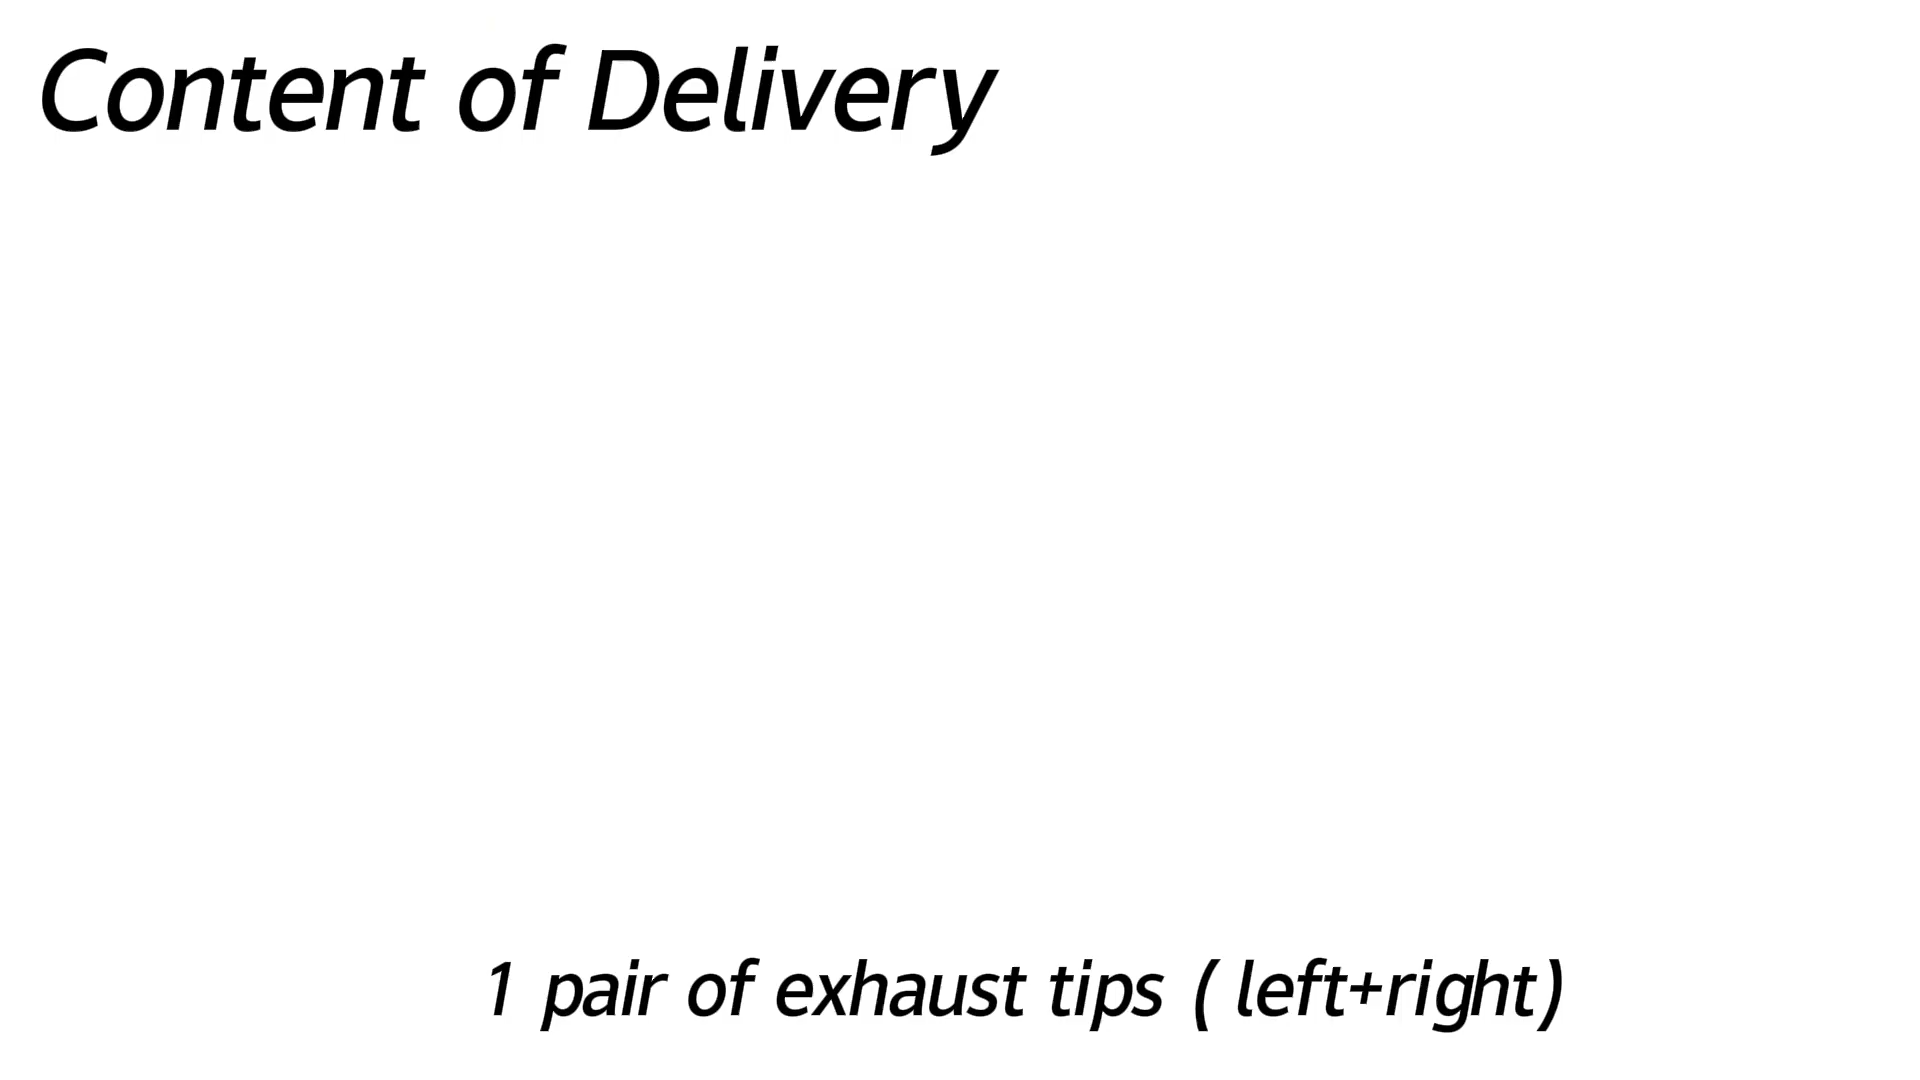 Content of Delivery
1 pair of exhaust tips ( left+right)